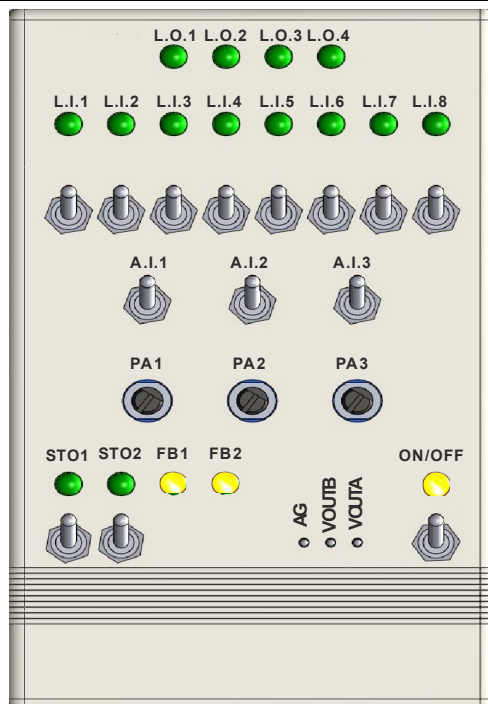 L.O.1 L.O.2 L.O.3 L.O.4
L.I.1 L.I.2 L.I.3 L.I.4 L.I.5 L.I.6 L.I.7 L.I.8
A.I.1 A.I.2 A.I.3
PA1 PA2 PA3
STO1 STO2 FB1 FB2 ON/OFF
AG VOUTB VOUTA